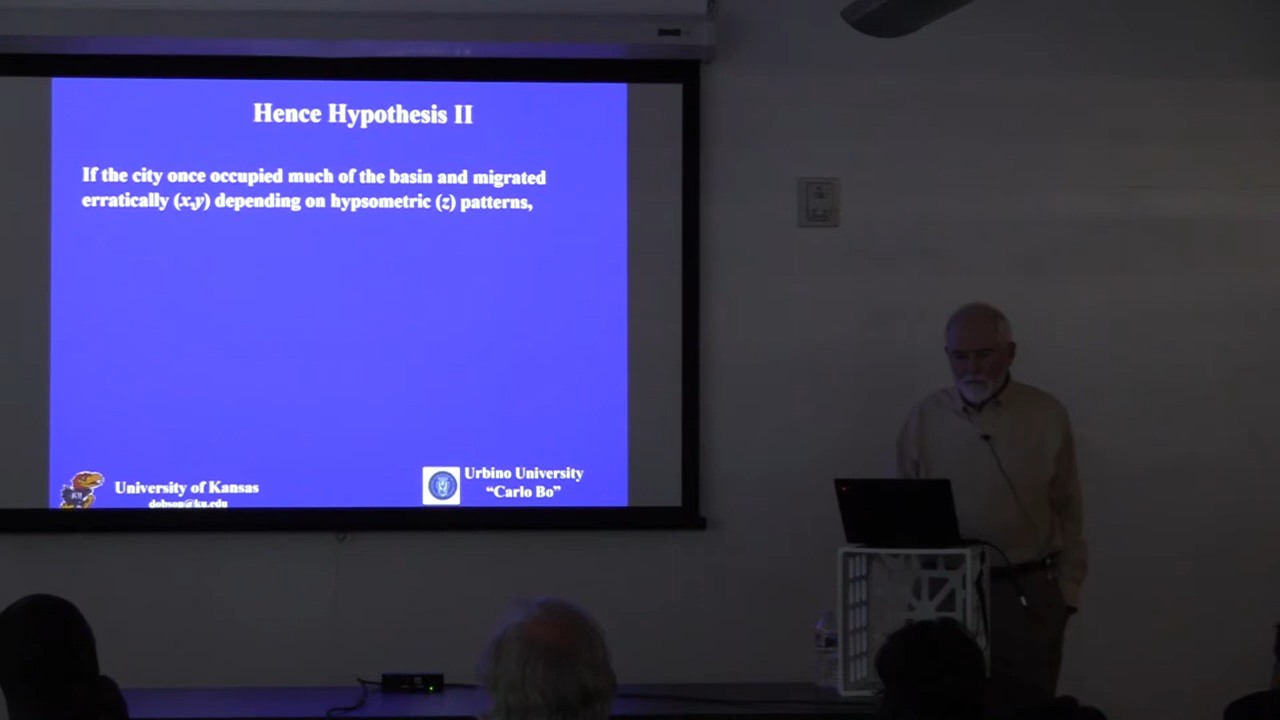 Hence Hypothesis II
If the city once occupied much of the basin and migrated
erratically (x,y) depending on hypsometric (z) patterns,
University of Kansas
dobson@ku.edu
Urbino University
“Carlo Bo”
KU